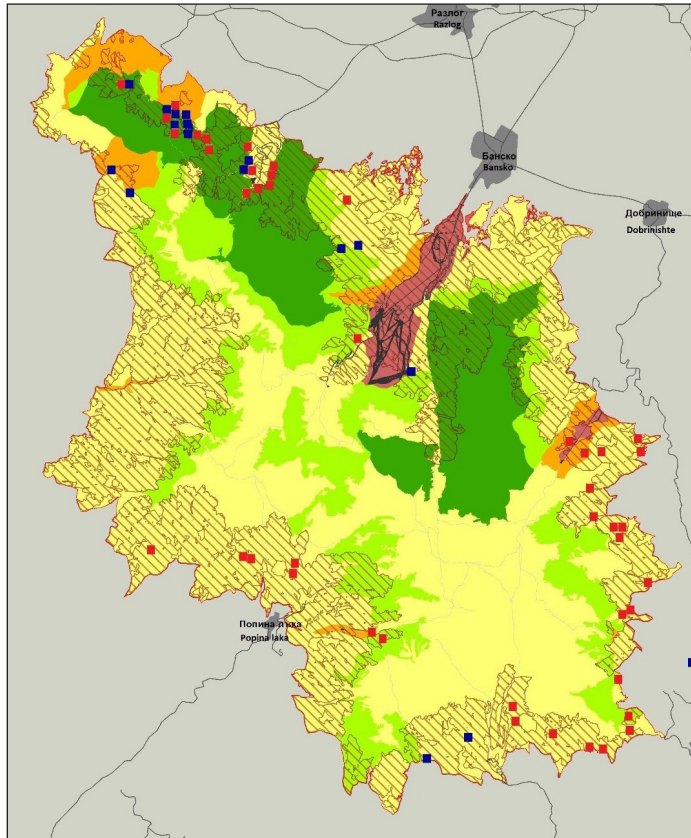 Разлог
Razlog
Банско
Bansko
Добринище
Dobrinishte
Попина лъка
Popina laka